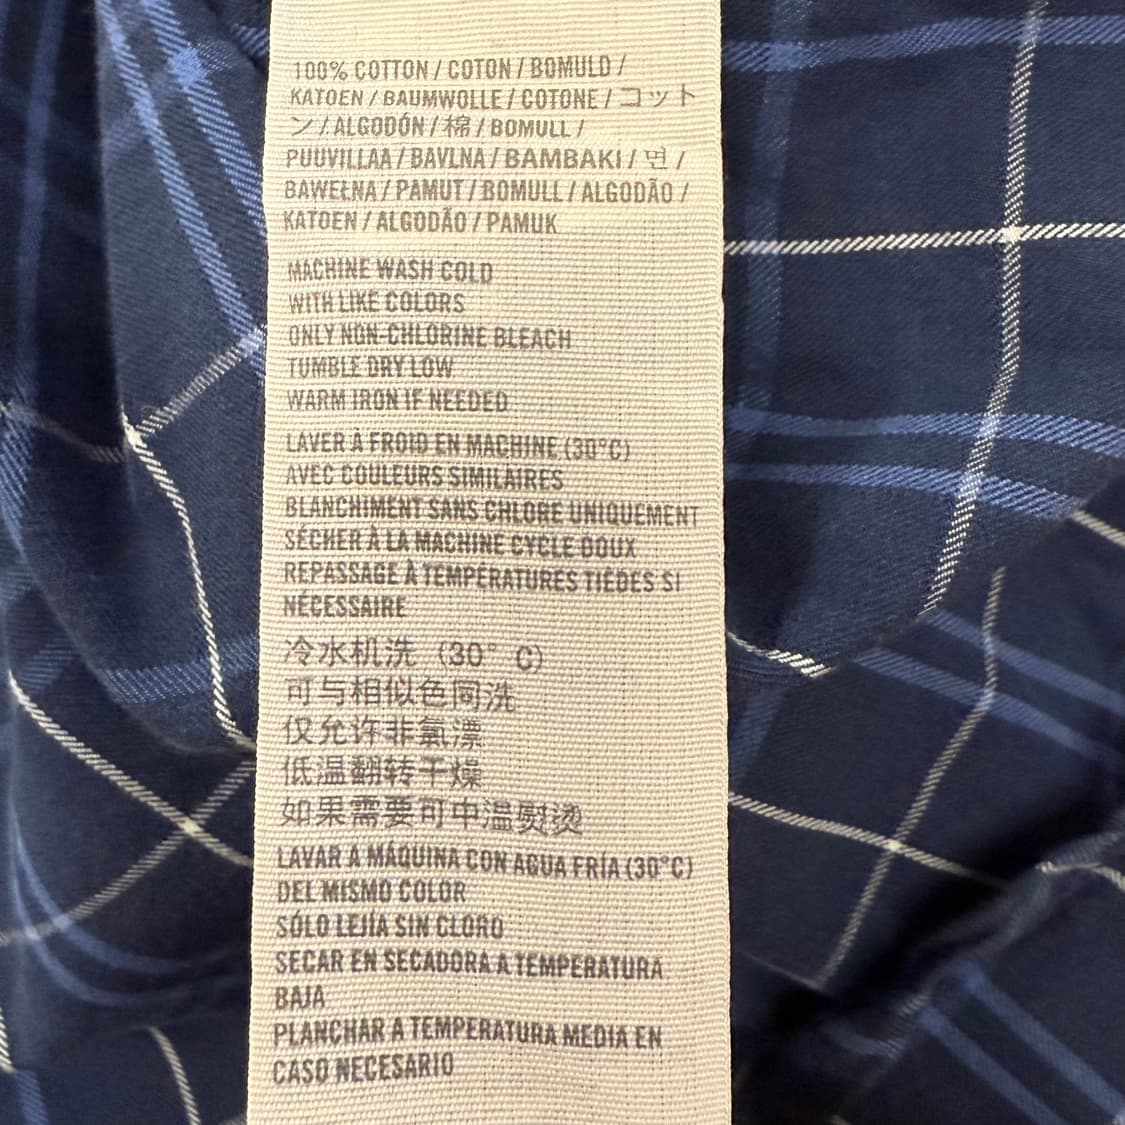 100% COTTON / COTON / BOMULD /
KATOEN / BAUMWOLLE / COTONE / コット
ン / ALGODÓN / 棉 / BOMULL /
PUUVILLAA / BAVLNA / BAMBAKI / 면 /
BAWEŁNA / PAMUT / BOMULL / ALGODÃO /
KATOEN / ALGODÃO / PAMUK
MACHINE WASH COLD
WITH LIKE COLORS
ONLY NON-CHLORINE BLEACH
TUMBLE DRY LOW
WARM IRON IF NEEDED
LAVER À FROID EN MACHINE (30°C)
AVEC COULEURS SIMILAIRES
BLANCHIMENT SANS CHLORE UNIQUEMENT
SÉCHER À LA MACHINE CYCLE DOUX
REPASSAGE À TEMPÉRATURES TIÈDES SI
NÉCESSAIRE
冷水机洗 (30° C)
可与相似色同洗
仅允许非氯漂
低温翻转干燥
如果需要可中温熨烫
LAVAR A MÁQUINA CON AGUA FRÍA (30°C)
DEL MISMO COLOR
SÓLO LEJÍA SIN CLORO
SECAR EN SECADORA A TEMPERATURA
BAJA
PLANCHAR A TEMPERATURA MEDIA EN
CASO NECESARIO